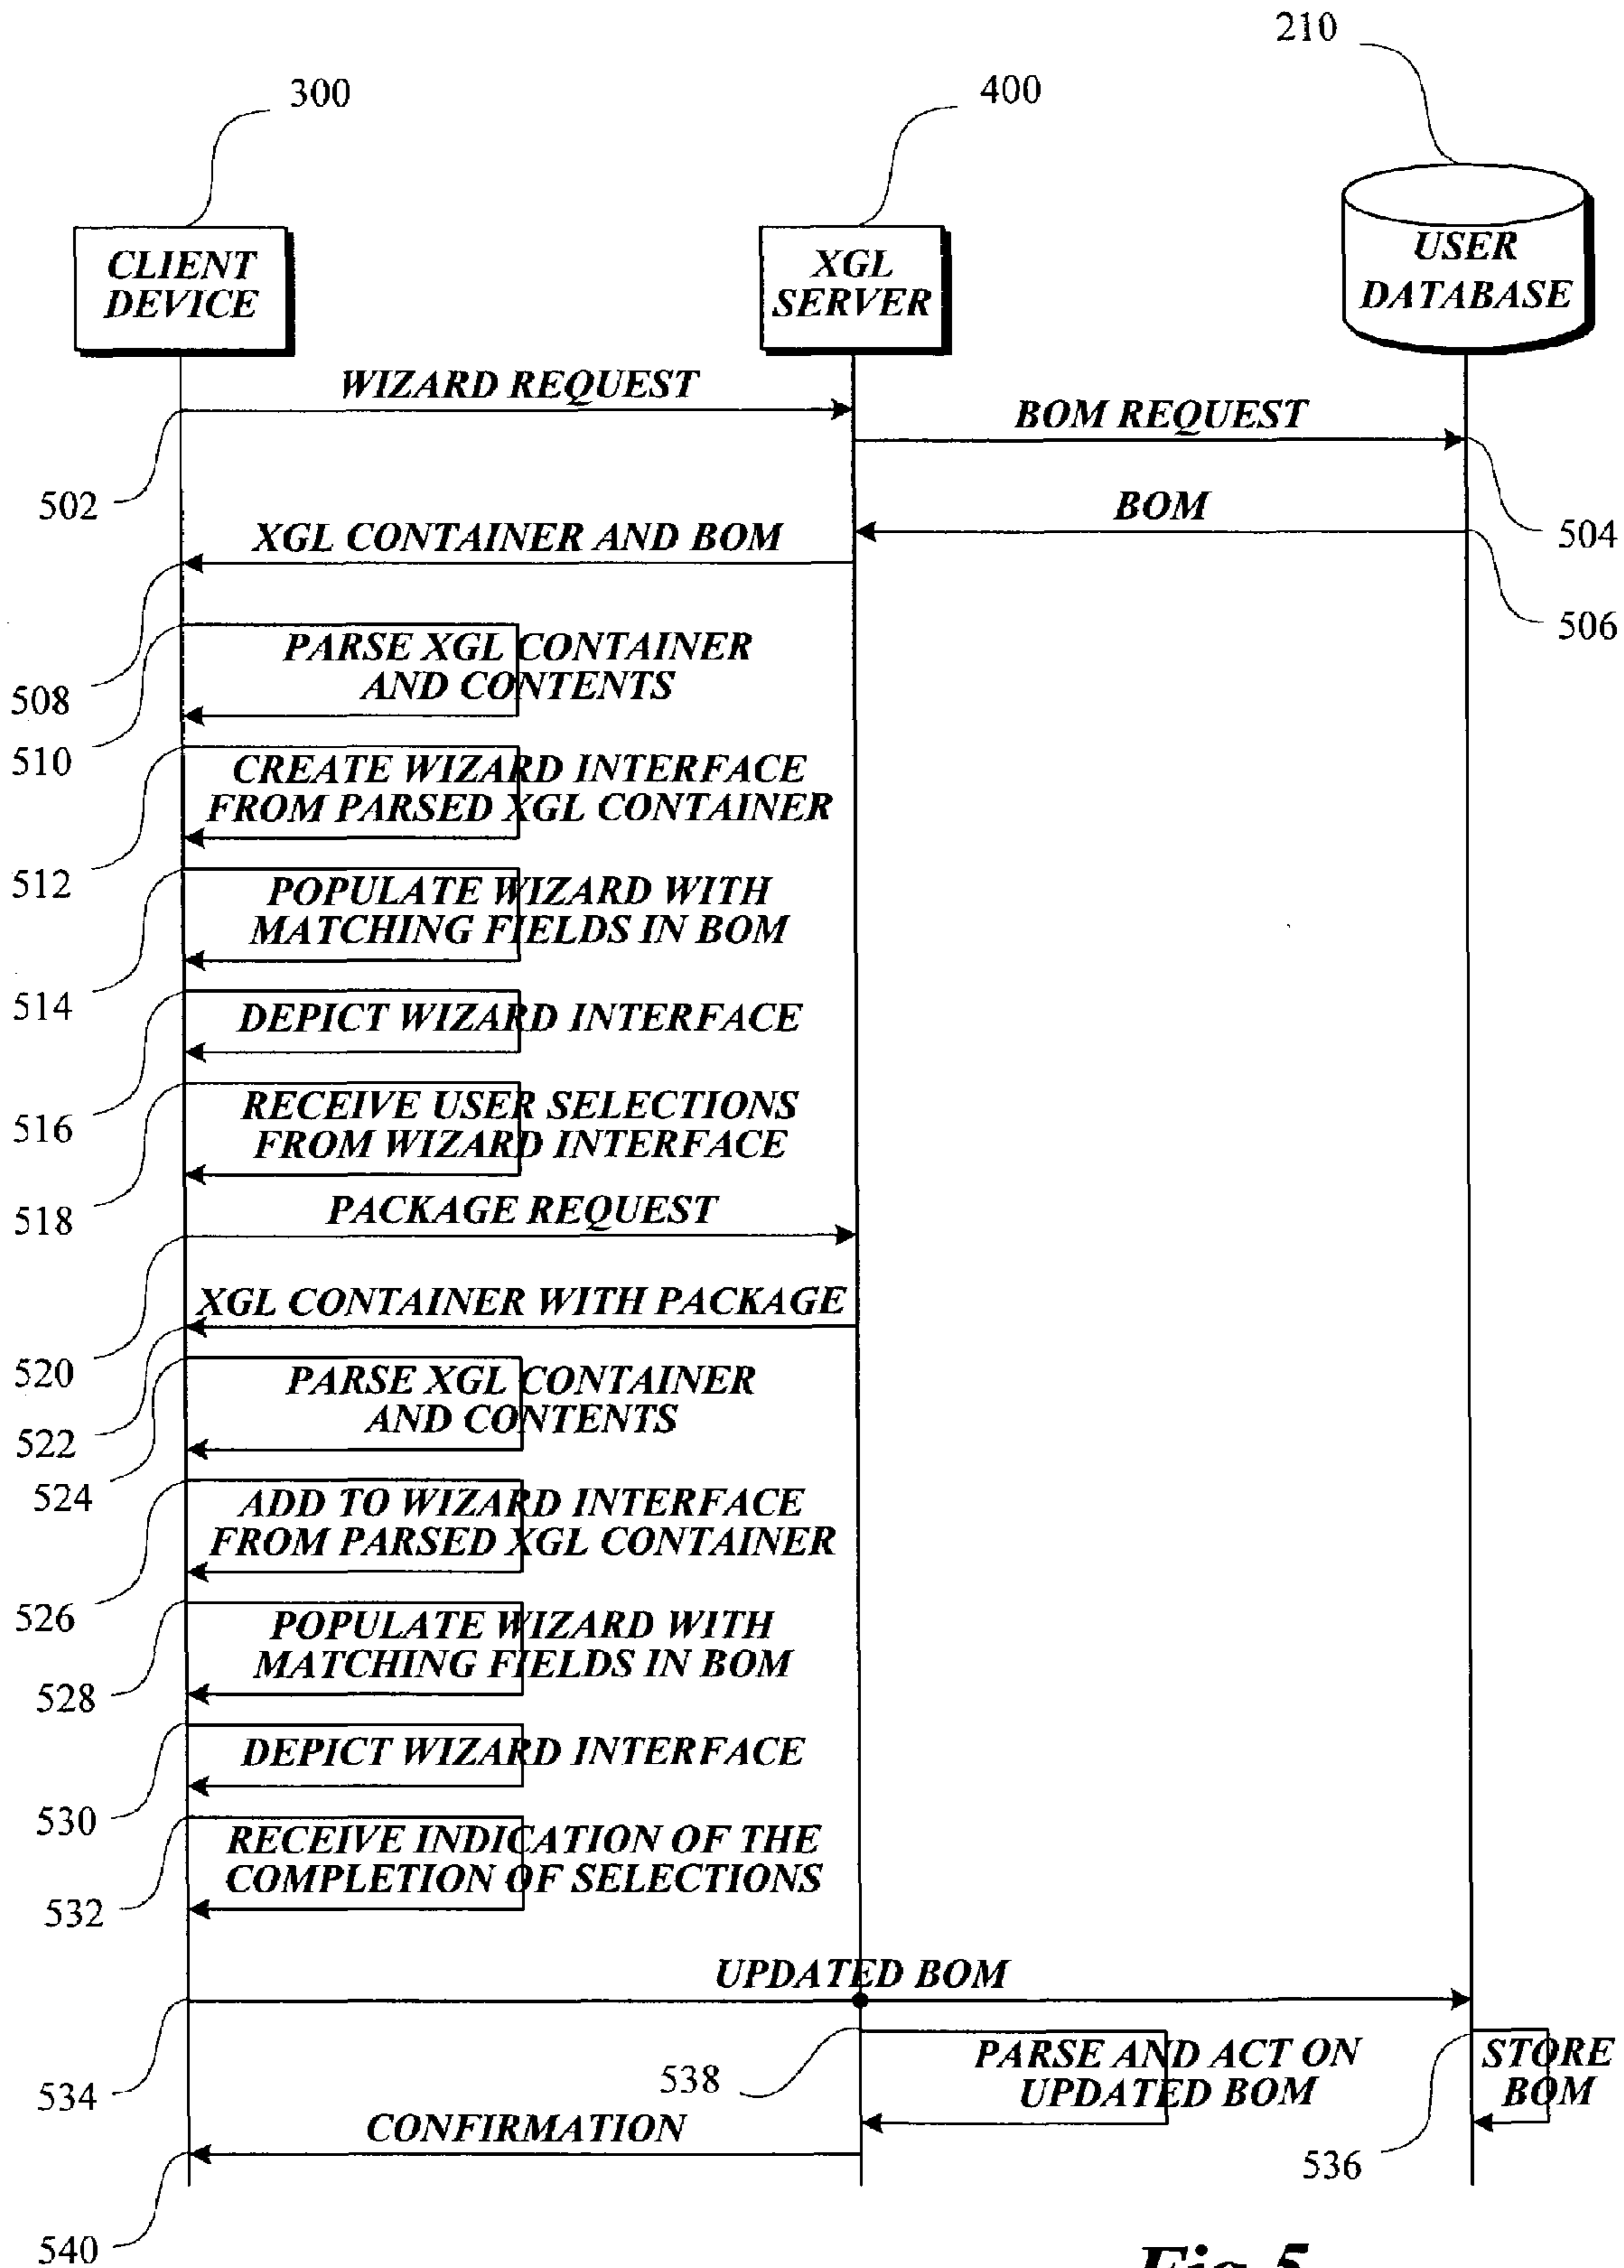 210
300
400
CLIENT
DEVICE
XGL
SERVER
USER
DATABASE
WIZARD REQUEST
BOM REQUEST
502
BOM
504
XGL CONTAINER AND BOM
506
PARSE XGL CONTAINER
AND CONTENTS
508
510
CREATE WIZARD INTERFACE
FROM PARSED XGL CONTAINER
512
POPULATE WIZARD WITH
MATCHING FIELDS IN BOM
514
DEPICT WIZARD INTERFACE
516
RECEIVE USER SELECTIONS
FROM WIZARD INTERFACE
518
PACKAGE REQUEST
XGL CONTAINER WITH PACKAGE
520
PARSE XGL CONTAINER
AND CONTENTS
522
524
ADD TO WIZARD INTERFACE
FROM PARSED XGL CONTAINER
526
POPULATE WIZARD WITH
MATCHING FIELDS IN BOM
528
DEPICT WIZARD INTERFACE
530
RECEIVE INDICATION OF THE
COMPLETION OF SELECTIONS
532
UPDATED BOM
534
538
PARSE AND ACT ON
UPDATED BOM
STORE
BOM
CONFIRMATION
536
540
Fig.5